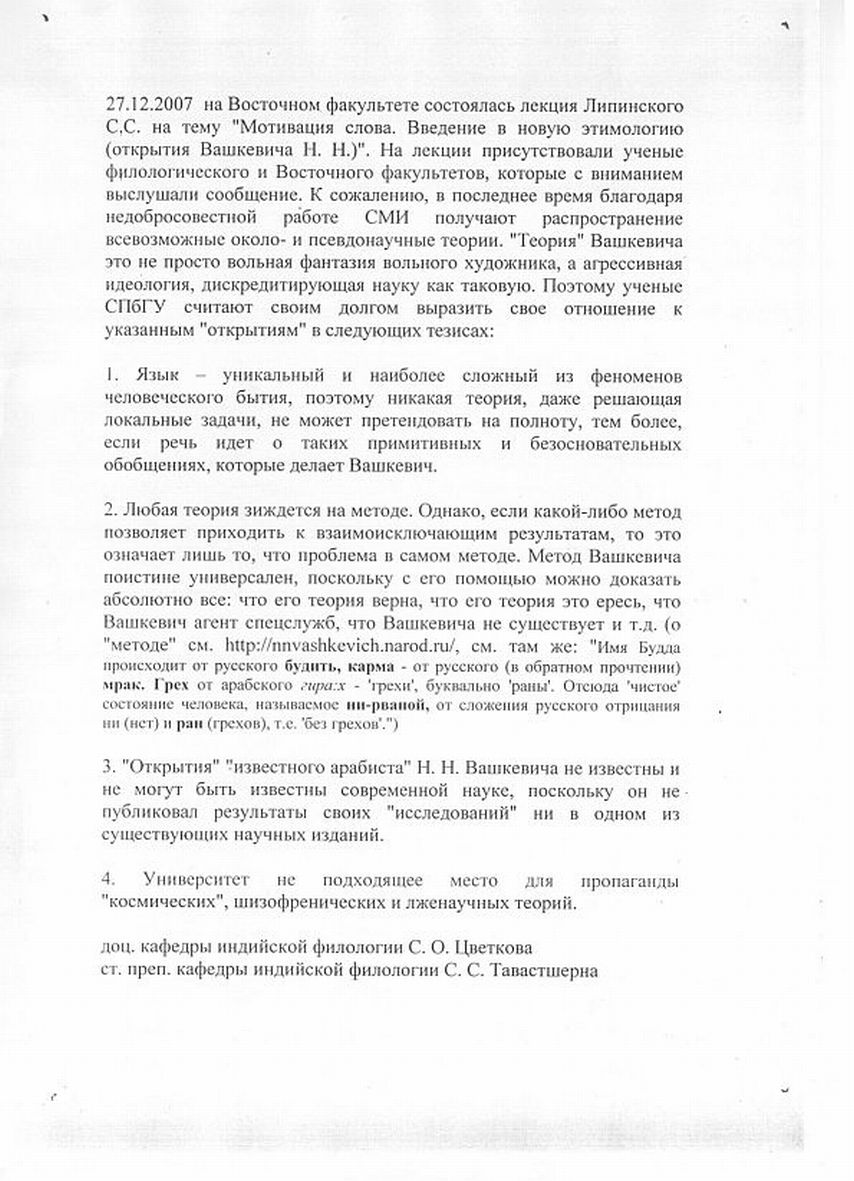 27.12.2007 на Восточном факультете состоялась лекция Липинского
С,С. на тему "Мотивация слова. Введение в новую этимологию
(открытия Вашкевича Н. Н.)". На лекции присутствовали ученые
филологического и Восточного факультетов, которые с вниманием
выслушали сообщение. К сожалению, в последнее время благодаря
недобросовестной работе СМИ получают распространение
всевозможные около- и псевдонаучные теории. "Теория" Вашкевича
это не просто вольная фантазия вольного художника, а агрессивная
идеология, дискредитирующая науку как таковую. Поэтому ученые
СПбГУ считают своим долгом выразить свое отношение к
указанным "открытиям" в следующих тезисах:
1. Язык – уникальный и наиболее сложный из феноменов
человеческого бытия, поэтому никакая теория, даже решающая
локальные задачи, не может претендовать на полноту, тем более,
если речь идет о таких примитивных и безосновательных
обобщениях, которые делает Вашкевич.
2. Любая теория зиждется на методе. Однако, если какой-либо метод
позволяет приходить к взаимоисключающим результатам, то это
означает лишь то, что проблема в самом методе. Метод Вашкевича
поистине универсален, поскольку с его помощью можно доказать
абсолютно все: что его теория верна, что его теория это ересь, что
Вашкевич агент спецслужб, что Вашкевича не существует и т.д. (о
"методе" см. http://nnvashkevich.narod.ru/, см. там же: "Имя Будда
происходит от русского будить, карма - от русского (в обратном прочтении)
мрак. Грех от арабского гира:х - 'грехи', буквально 'раны'. Отсюда 'чистое'
состояние человека, называемое ни-рваной, от сложения русского отрицания
ни (нет) и ран (грехов), т.е. 'без грехов'.")
3. "Открытия" "известного арабиста" Н. Н. Вашкевича не известны и
не могут быть известны современной науке, поскольку он не
публиковал результаты своих "исследований" ни в одном из
существующих научных изданий.
4. Университет не подходящее место для пропаганды
"космических", шизофренических и лженаучных теорий.
доц. кафедры индийской филологии С. О. Цветкова
ст. преп. кафедры индийской филологии С. С. Тавастшерна